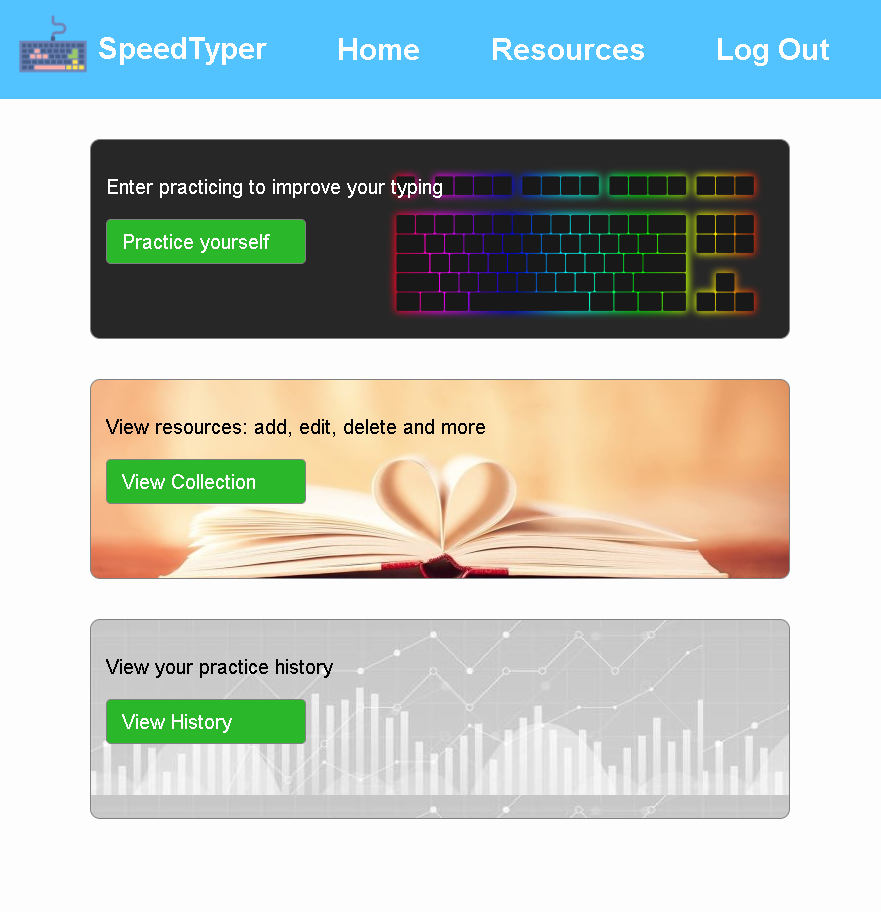 SpeedTyper Home Resources Log Out
Enter practicing to improve your typing
Practice yourself
View resources: add, edit, delete and more
View Collection
View your practice history
View History